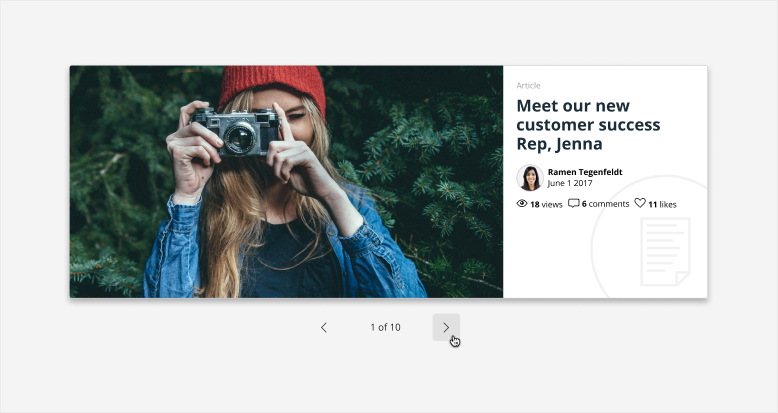 Article
Meet our new
customer success
Rep, Jenna
Ramen Tegenfeldt
June 1 2017
18 views 6 comments 11 likes
1 of 10